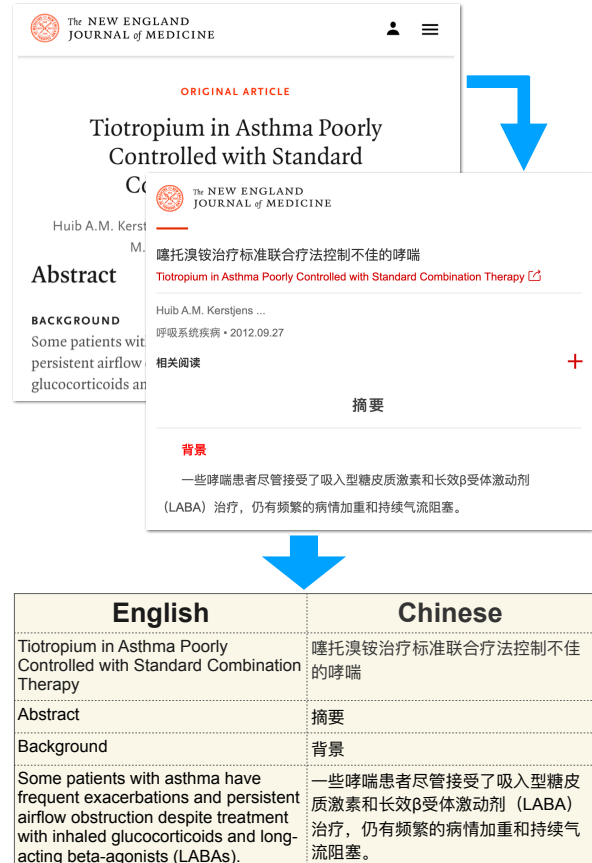 The NEW ENGLAND
JOURNAL of MEDICINE
ORIGINAL ARTICLE
Tiotropium in Asthma Poorly
Controlled with Standard
Huib A.M. Kerst
M.
Abstract
BACKGROUND
Some patients wit
persistent airflow
glucocorticoids an
The NEW ENGLAND
JOURNAL of MEDICINE
噻托溴铵治疗标准联合疗法控制不佳的哮喘
Tiotropium in Asthma Poorly Controlled with Standard Combination Therapy
Huib A.M. Kerstjens ...
呼吸系统疾病 • 2012.09.27
相关阅读
摘要
背景
一些哮喘患者尽管接受了吸入型糖皮质激素和长效β受体激动剂
（LABA）治疗，仍有频繁的病情加重和持续气流阻塞。
English
Chinese
Tiotropium in Asthma Poorly
Controlled with Standard Combination
Therapy
噻托溴铵治疗标准联合疗法控制不佳
的哮喘
Abstract
摘要
Background
背景
Some patients with asthma have
frequent exacerbations and persistent
airflow obstruction despite treatment
with inhaled glucocorticoids and long-
acting beta-agonists (LABAs).
一些哮喘患者尽管接受了吸入型糖皮
质激素和长效β受体激动剂（LABA）
治疗，仍有频繁的病情加重和持续气
流阻塞。